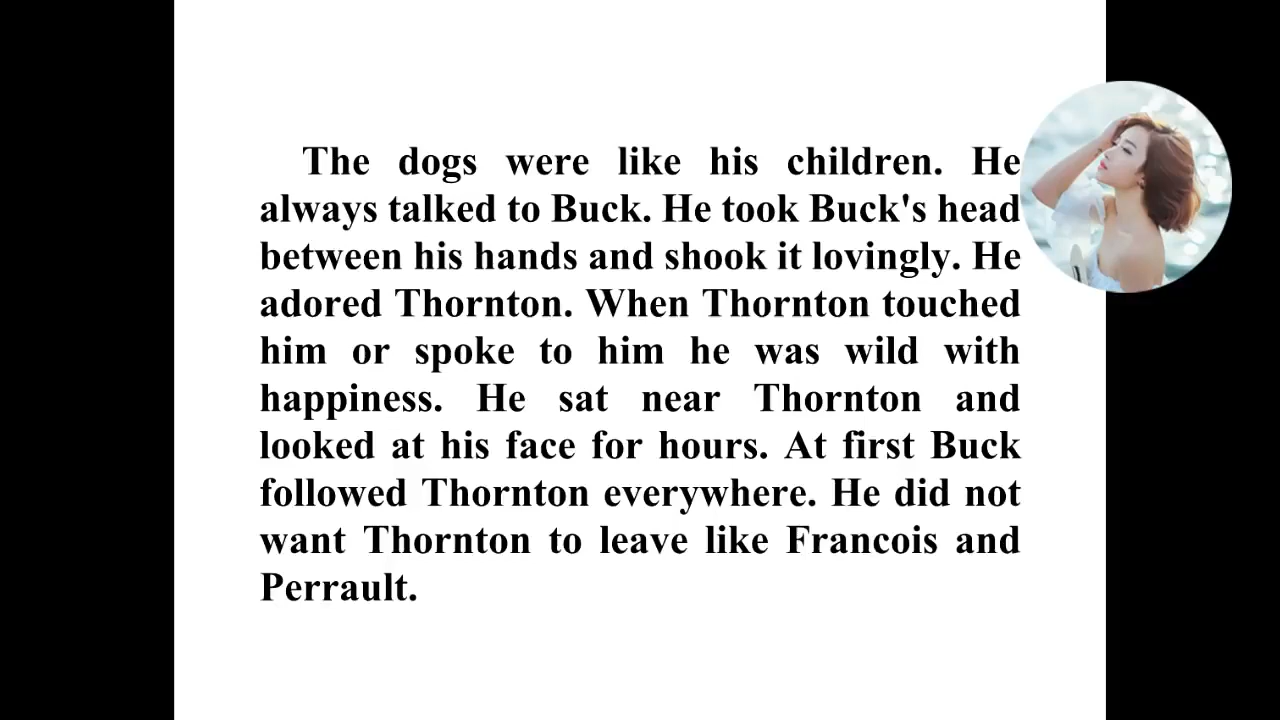 The dogs were like his children. He
always talked to Buck. He took Buck's head
between his hands and shook it lovingly. He
adored Thornton. When Thornton touched
him or spoke to him he was wild with
happiness. He sat near Thornton and
looked at his face for hours. At first Buck
followed Thornton everywhere. He did not
want Thornton to leave like Francois and
Perrault.